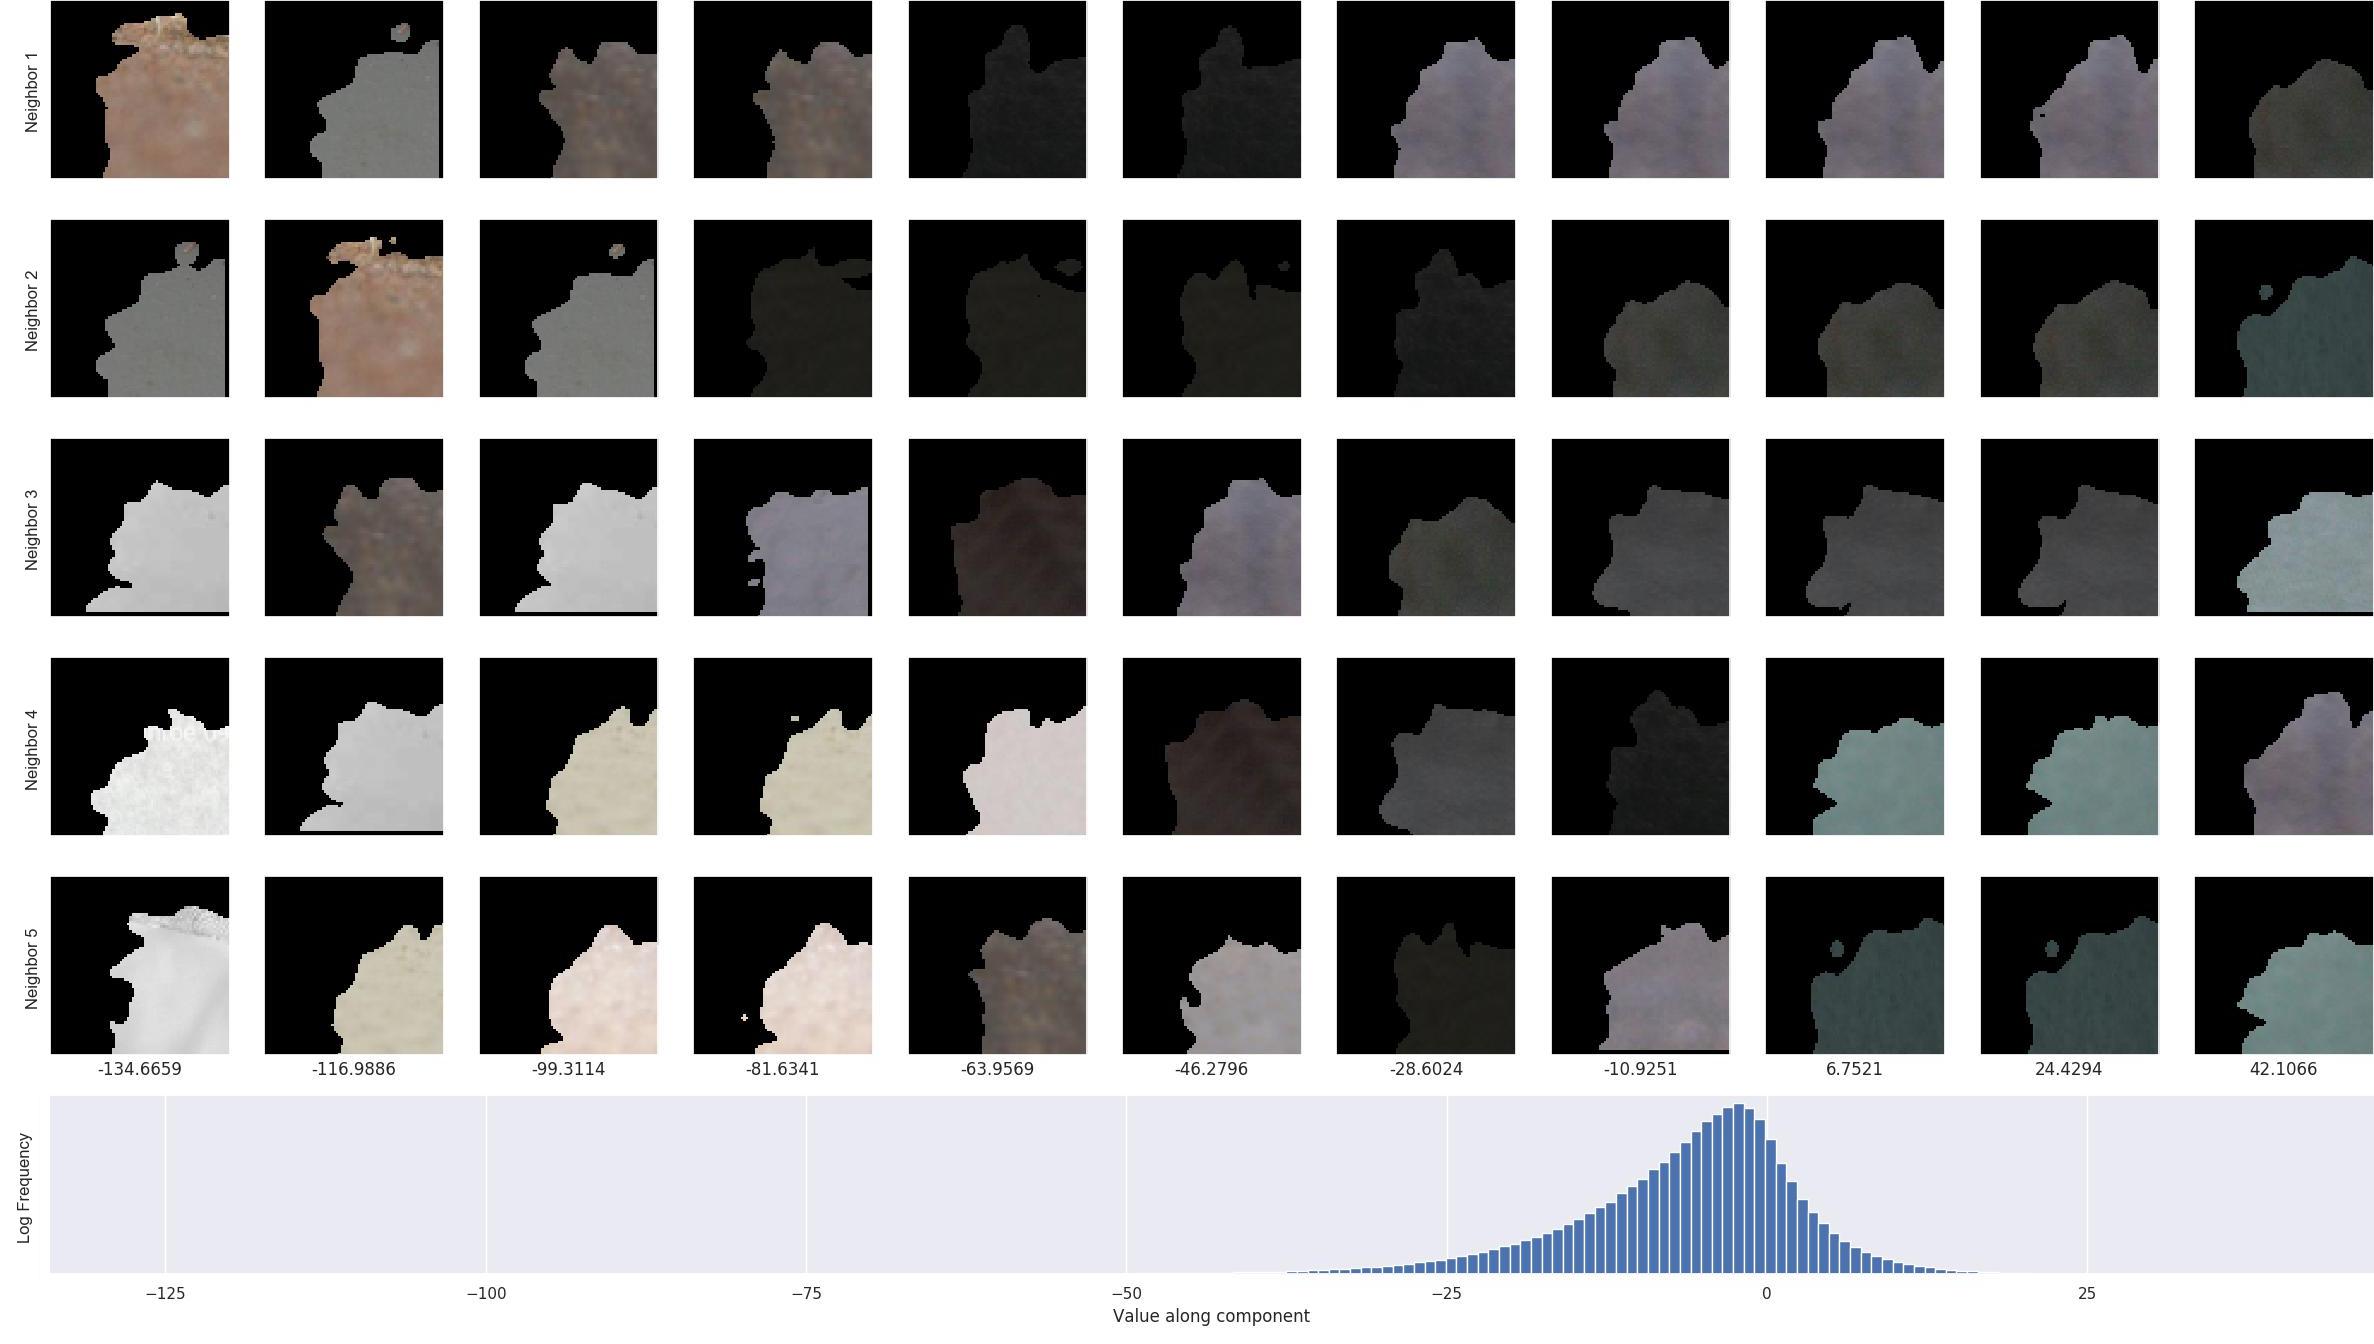 Neighbor 1
Neighbor 2
Neighbor 3
Neighbor 4
Neighbor 5
-134.6659 -116.9886 -99.3114 -81.6341 -63.9569 -46.2796 -28.6024 -10.9251 6.7521 24.4294 42.1066
Log Frequency
−125 −100 −75 −50 −25 0 25
Value along component